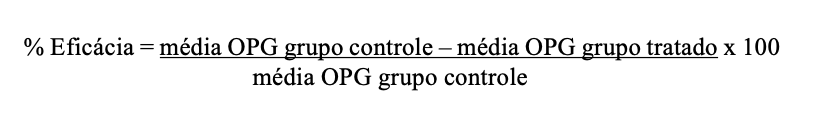 % Eficácia = média OPG grupo controle – média OPG grupo tratado x 100
média OPG grupo controle